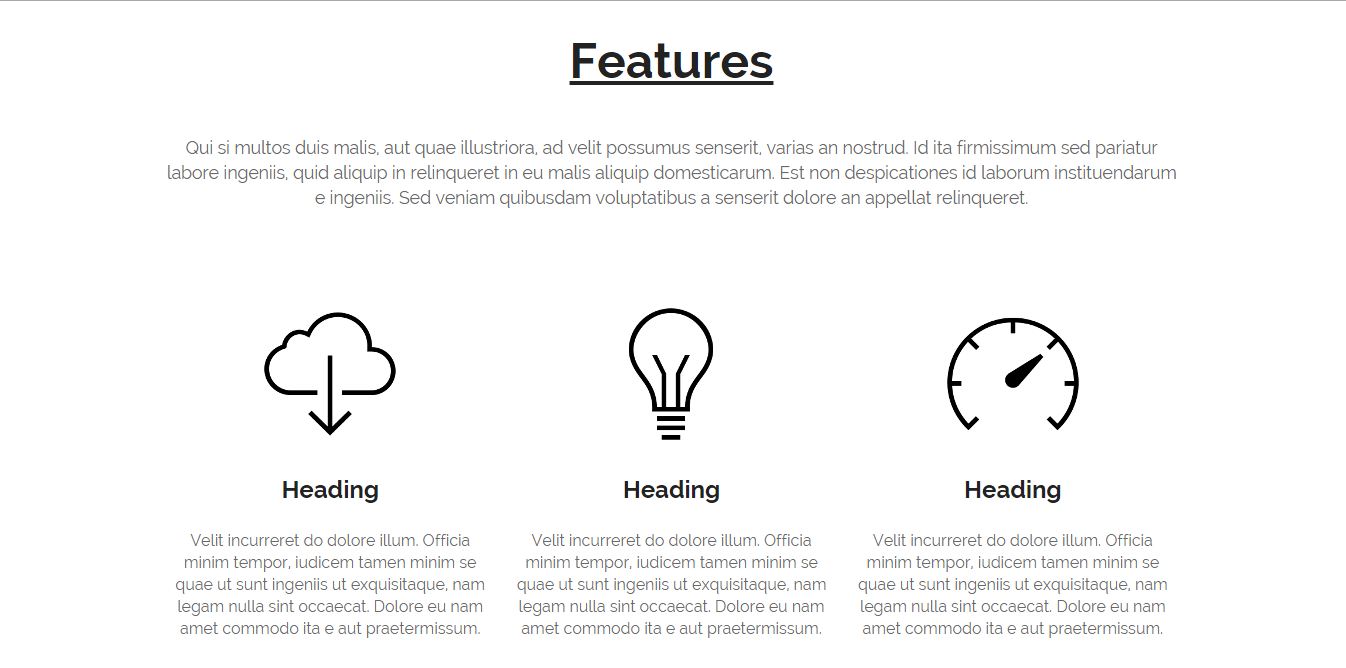 Features
Qui si multos duis malis, aut quae illustriora, ad velit possumus senserit, varias an nostrud. Id ita firmissimum sed pariatur
labore ingeniis, quid aliquip in relinqueret in eu malis aliquip domesticarum. Est non despicationes id laborum instituendarum
e ingeniis. Sed veniam quibusdam voluptatibus a senserit dolore an appellat relinqueret.
Heading
Velit incurreret do dolore illum. Officia
minim tempor, iudicem tamen minim se
quae ut sunt ingeniis ut exquisitaque, nam
legam nulla sint occaecat. Dolore eu nam
amet commodo ita e aut praetermissum.
Heading
Velit incurreret do dolore illum. Officia
minim tempor, iudicem tamen minim se
quae ut sunt ingeniis ut exquisitaque, nam
legam nulla sint occaecat. Dolore eu nam
amet commodo ita e aut praetermissum.
Heading
Velit incurreret do dolore illum. Officia
minim tempor, iudicem tamen minim se
quae ut sunt ingeniis ut exquisitaque, nam
legam nulla sint occaecat. Dolore eu nam
amet commodo ita e aut praetermissum.